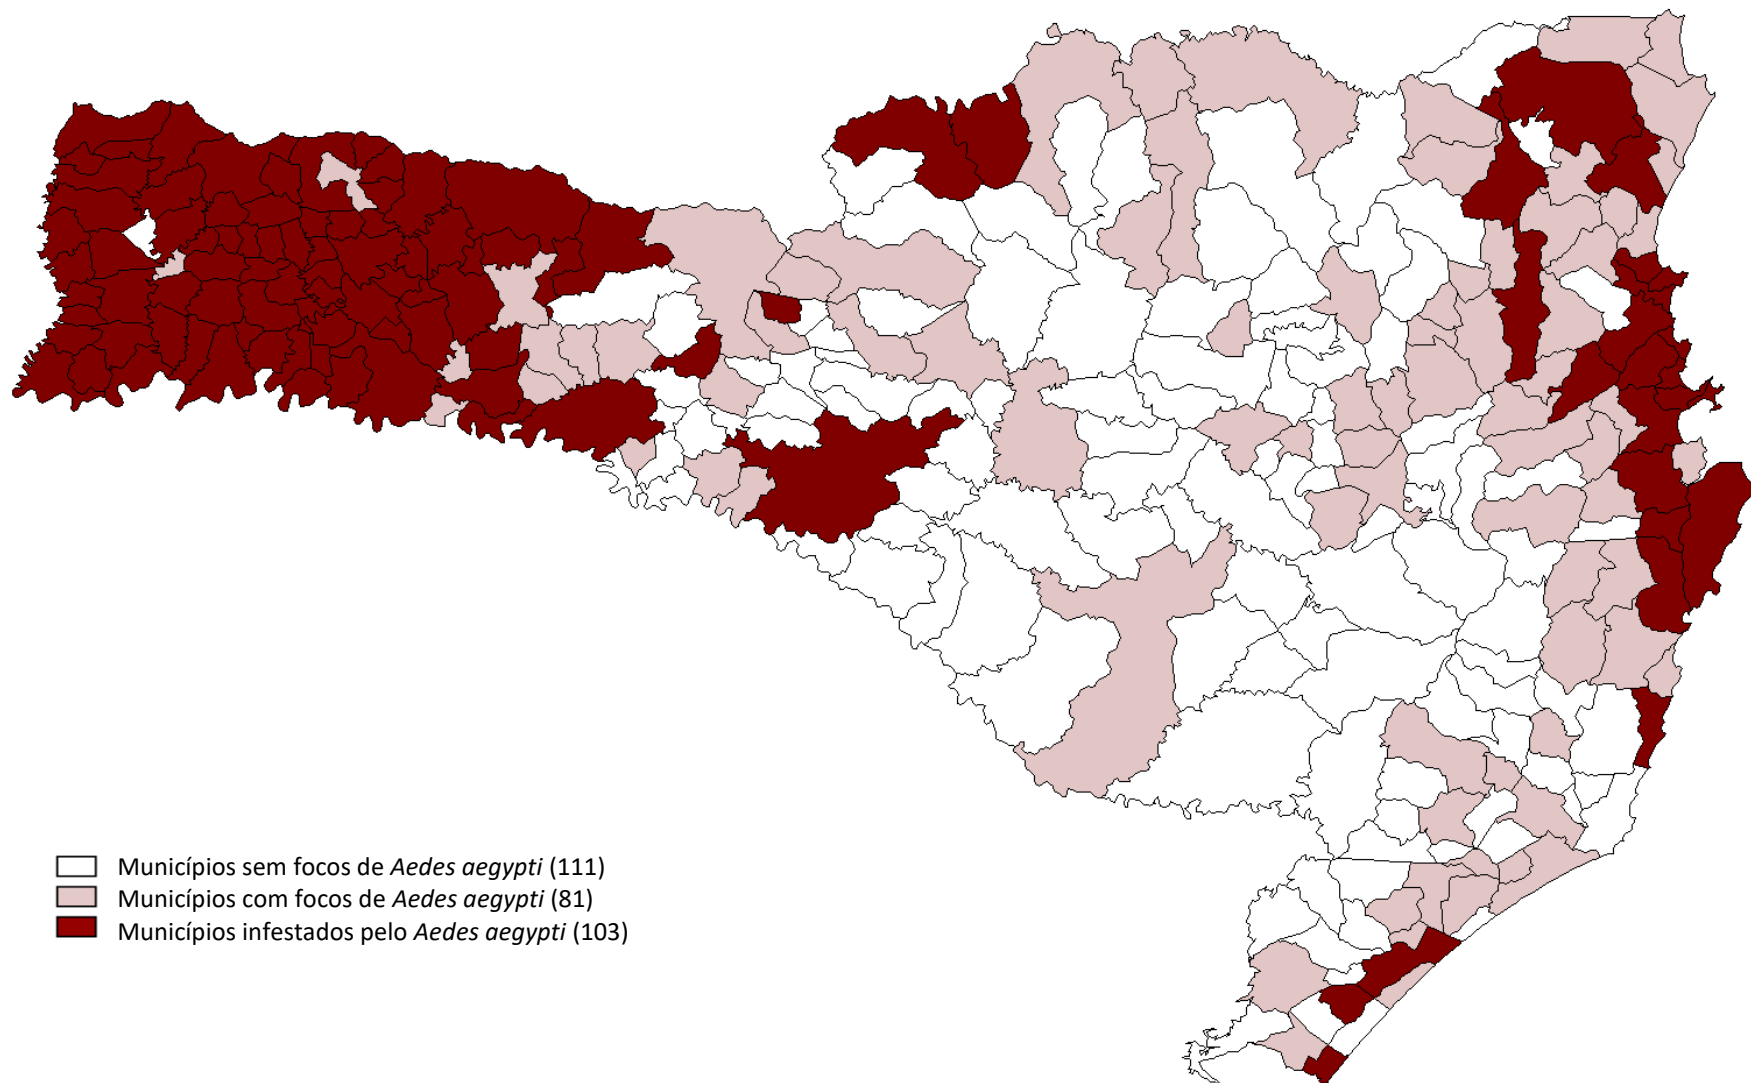 Municípios sem focos de Aedes aegypti (111)
Municípios com focos de Aedes aegypti (81)
Municípios infestados pelo Aedes aegypti (103)